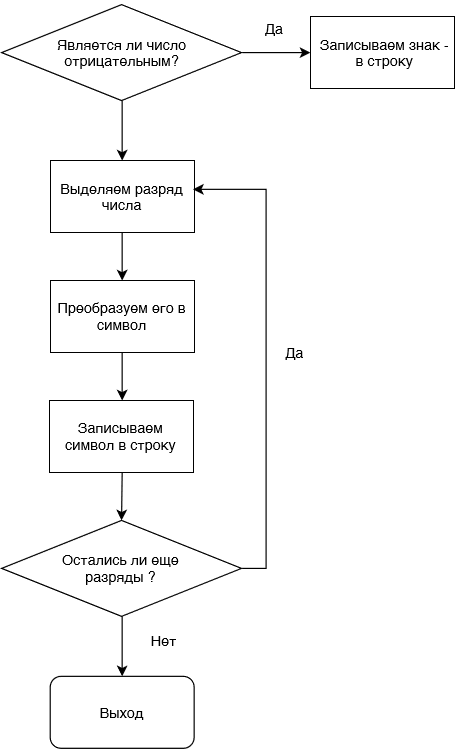 Является ли число
отрицательным?
Да
Записываем знак -
в строку
Выделяем разряд
числа
Преобразуем его в
символ
Да
Записываем
символ в строку
Остались ли еще
разряды ?
Нет
Выход